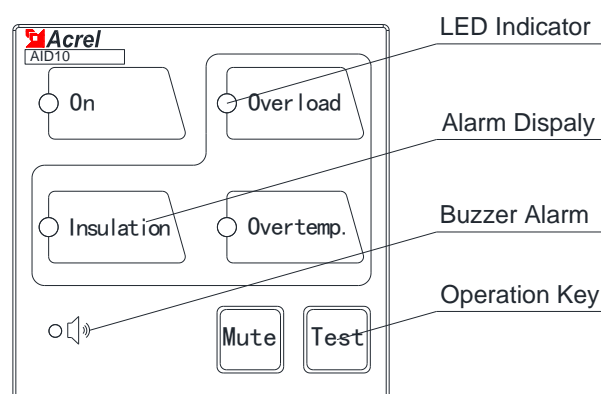 LED Indicator
Acrel
AID10
On
Overload
Alarm Dispaly
Insulation
Overtemp.
Buzzer Alarm
Operation Key
Mute
Test